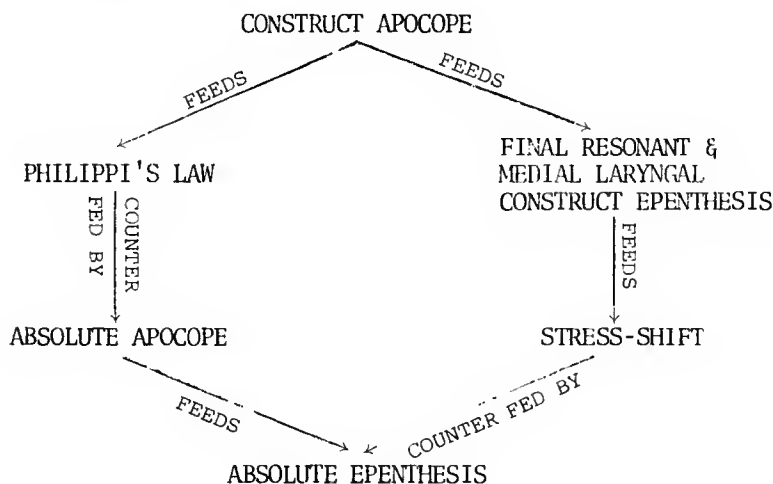 CONSTRUCT APOCOPE
FEEDS
FEEDS
PHILIPPI'S LAW
FINAL RESONANT &
MEDIAL LARYNGAL
CONSTRUCT EPENTHESIS
COUNTER
FED BY
FEEDS
ABSOLUTE APOCOPE
STRESS-SHIFT
FEEDS
COUNTER FED BY
ABSOLUTE EPENTHESIS